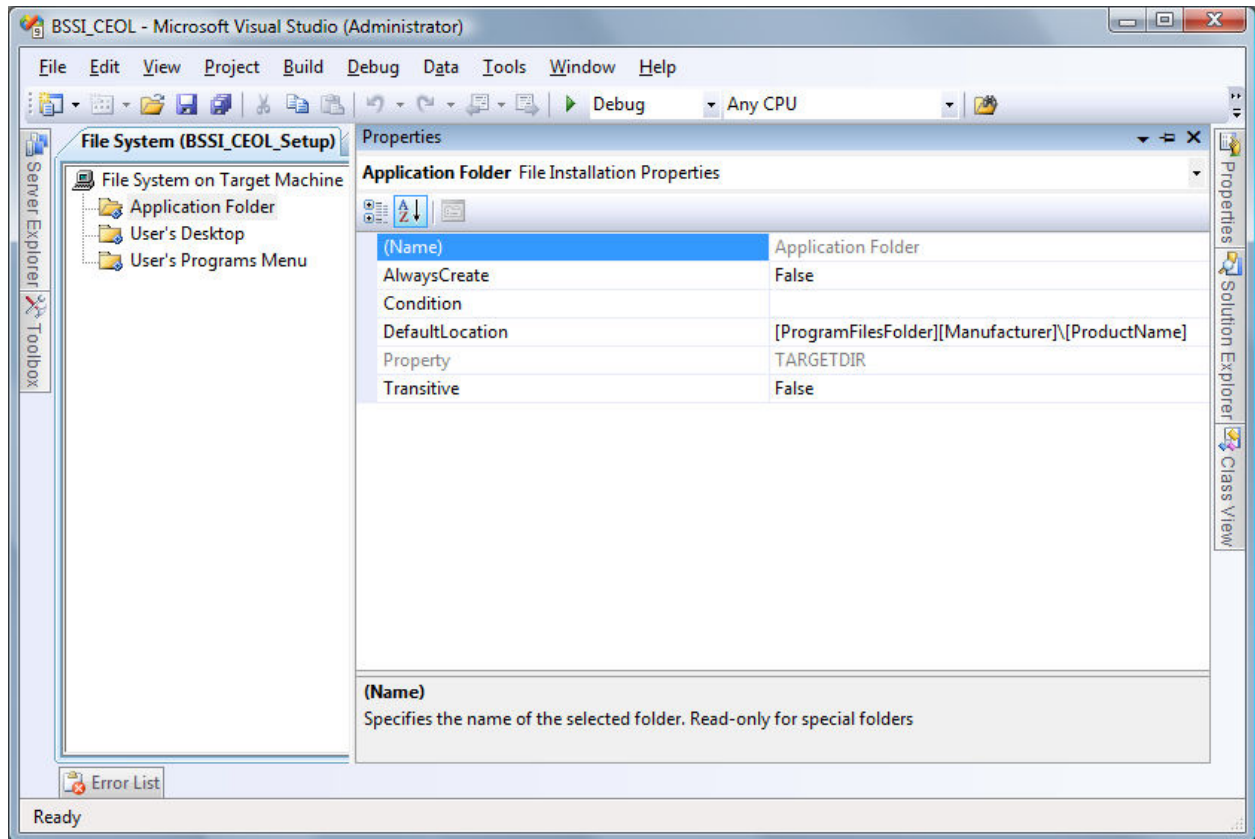 BSSI_CEOL - Microsoft Visual Studio (Administrator)
File Edit View Project Build Debug Data Tools Window Help
Debug Any CPU
Server Explorer
Toolbox
File System (BSSI_CEOL_Setup)
File System on Target Machine
Application Folder
User's Desktop
User's Programs Menu
Properties
Application Folder File Installation Properties
(Name) Application Folder
AlwaysCreate False
Condition
DefaultLocation [ProgramFilesFolder][Manufacturer]\[ProductName]
Property TARGETDIR
Transitive False
(Name)
Specifies the name of the selected folder. Read-only for special folders
Properties
Solution Explorer
Class View
Error List
Ready